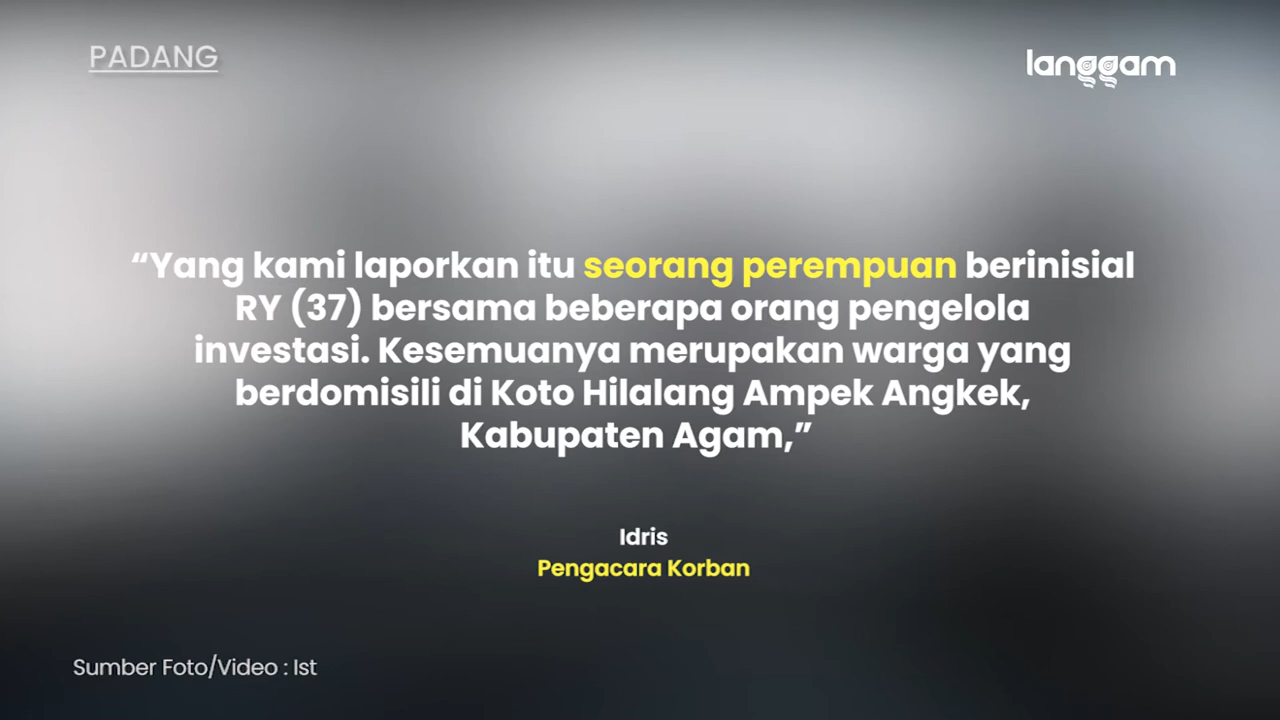 PADANG
langgam
“Yang kami laporkan itu seorang perempuan berinisial
RY (37) bersama beberapa orang pengelola
investasi. Kesemuanya merupakan warga yang
berdomisili di Koto Hilalang Ampek Angkek,
Kabupaten Agam,”
Idris
Pengacara Korban
Sumber Foto/Video : Ist